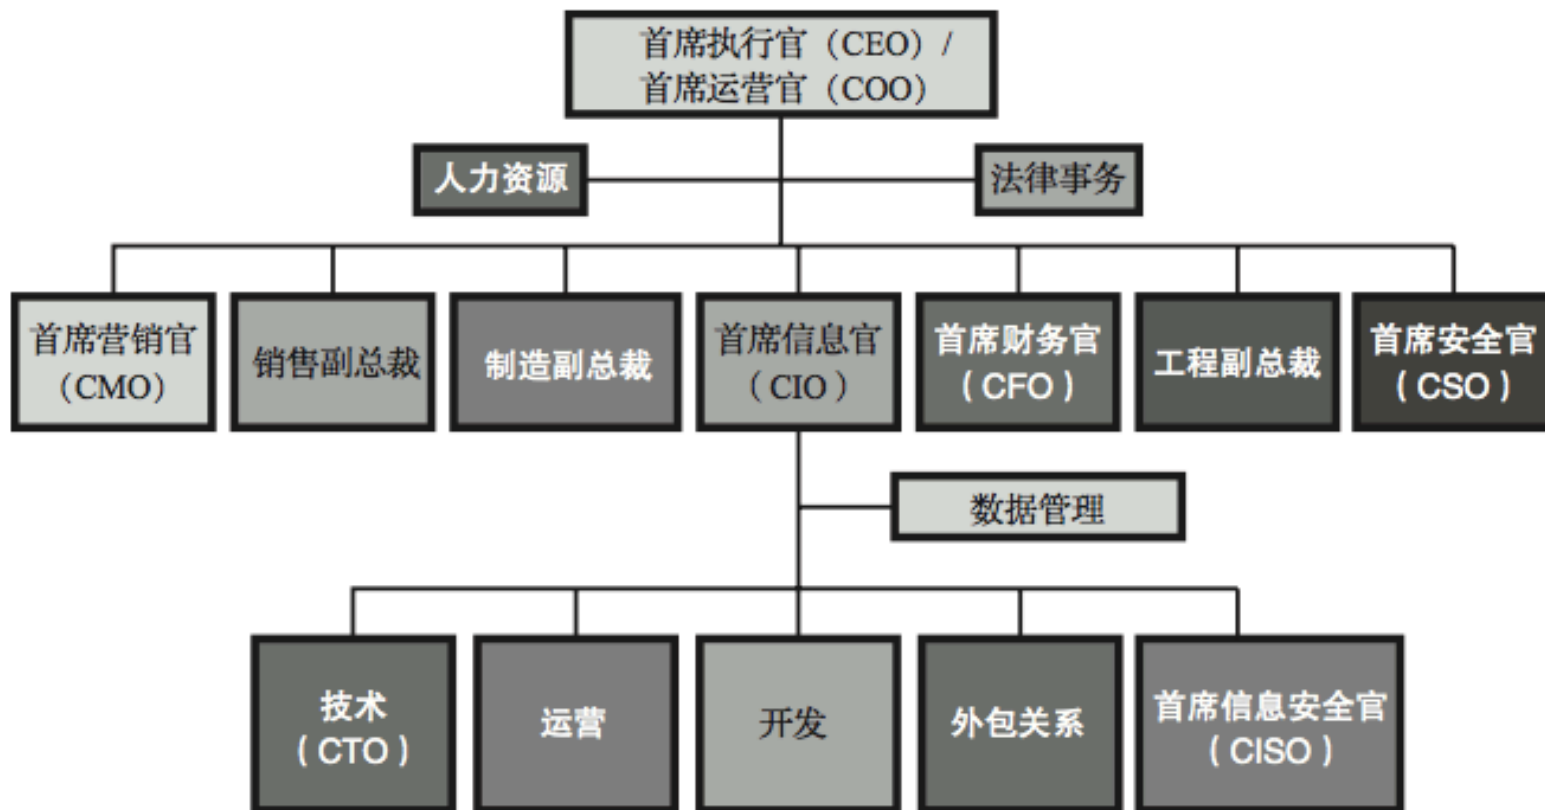 首席执行官（CEO）/
首席运营官（COO）
人力资源
法律事务
首席营销官
（CMO）
销售副总裁
制造副总裁
首席信息官
（CIO）
首席财务官
（CFO）
工程副总裁
首席安全官
（CSO）
数据管理
技术
（CTO）
运营
开发
外包关系
首席信息安全官
（CISO）